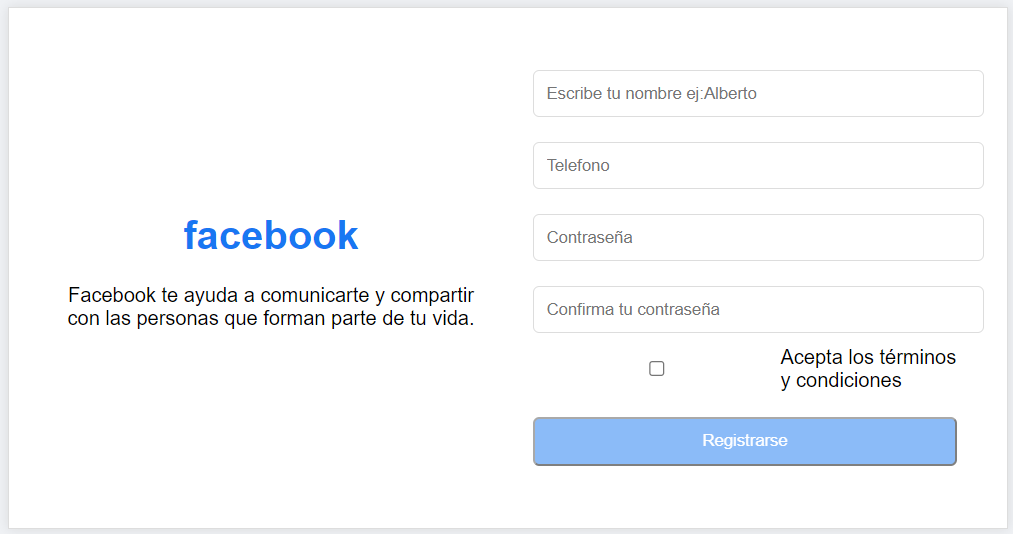 facebook
Facebook te ayuda a comunicarte y compartir
con las personas que forman parte de tu vida.
Escribe tu nombre ej:Alberto
Telefono
Contraseña
Confirma tu contraseña
Acepta los términos
y condiciones
Registrarse